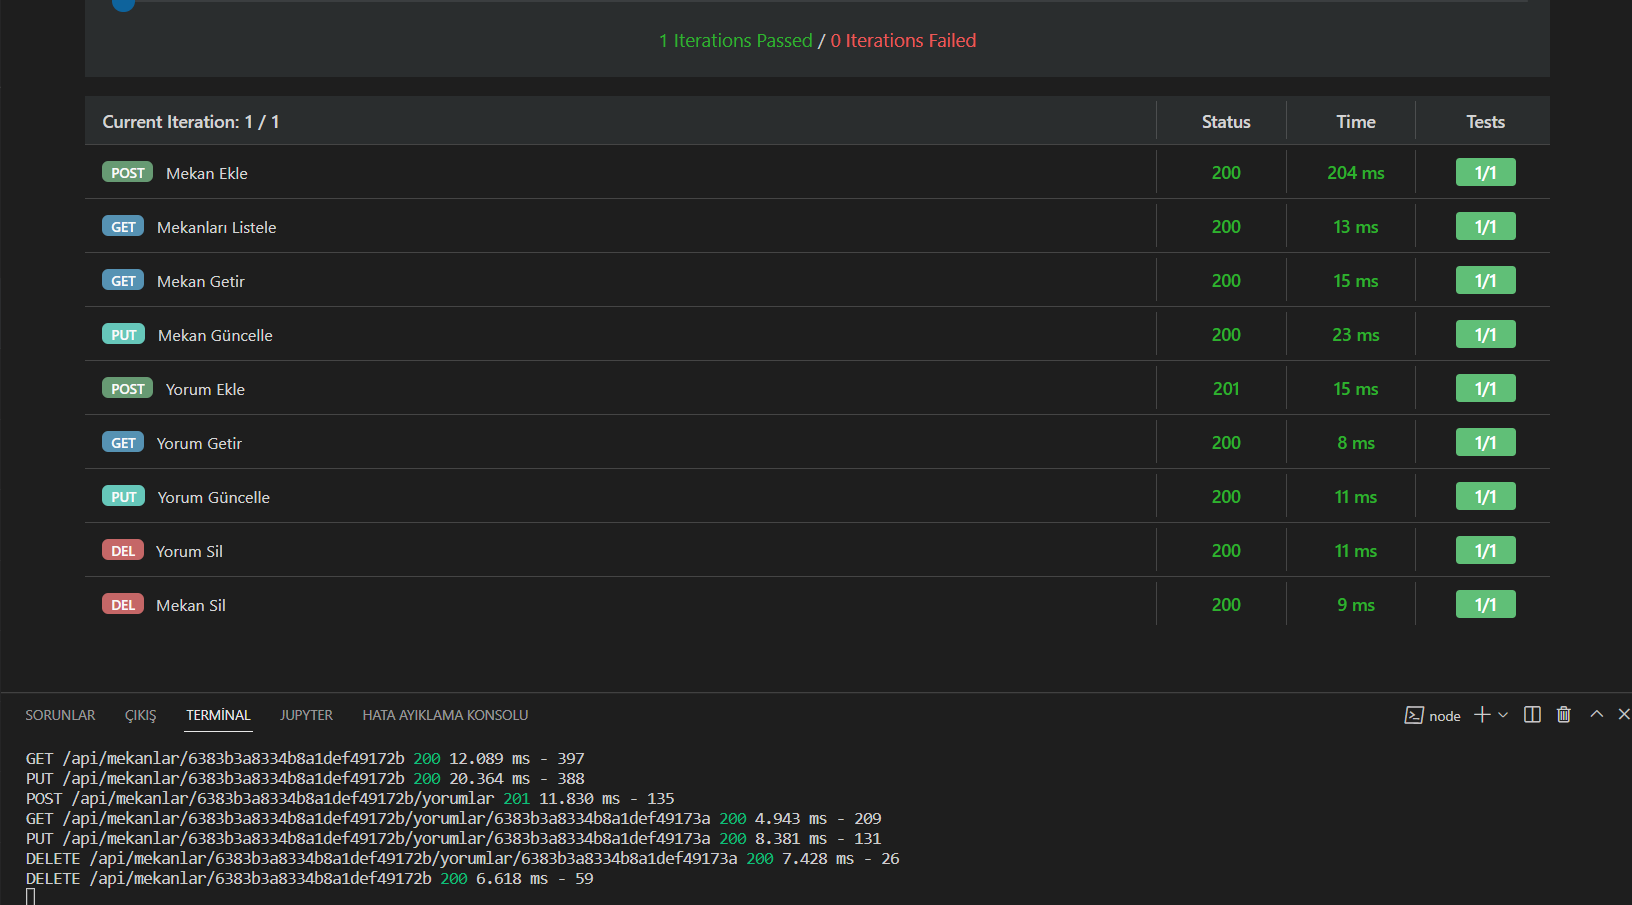 1 Iterations Passed / 0 Iterations Failed
Current Iteration: 1 / 1 Status Time Tests
POST Mekan Ekle 200 204 ms 1/1
GET Mekanları Listele 200 13 ms 1/1
GET Mekan Getir 200 15 ms 1/1
PUT Mekan Güncelle 200 23 ms 1/1
POST Yorum Ekle 201 15 ms 1/1
GET Yorum Getir 200 8 ms 1/1
PUT Yorum Güncelle 200 11 ms 1/1
DEL Yorum Sil 200 11 ms 1/1
DEL Mekan Sil 200 9 ms 1/1
SORUNLAR ÇIKIŞ TERMİNAL JUPYTER HATA AYIKLAMA KONSOLU node
GET /api/mekanlar/6383b3a8334b8a1def49172b 200 12.089 ms - 397
PUT /api/mekanlar/6383b3a8334b8a1def49172b 200 20.364 ms - 388
POST /api/mekanlar/6383b3a8334b8a1def49172b/yorumlar 201 11.830 ms - 135
GET /api/mekanlar/6383b3a8334b8a1def49172b/yorumlar/6383b3a8334b8a1def49173a 200 4.943 ms - 209
PUT /api/mekanlar/6383b3a8334b8a1def49172b/yorumlar/6383b3a8334b8a1def49173a 200 8.381 ms - 131
DELETE /api/mekanlar/6383b3a8334b8a1def49172b/yorumlar/6383b3a8334b8a1def49173a 200 7.428 ms - 26
DELETE /api/mekanlar/6383b3a8334b8a1def49172b 200 6.618 ms - 59